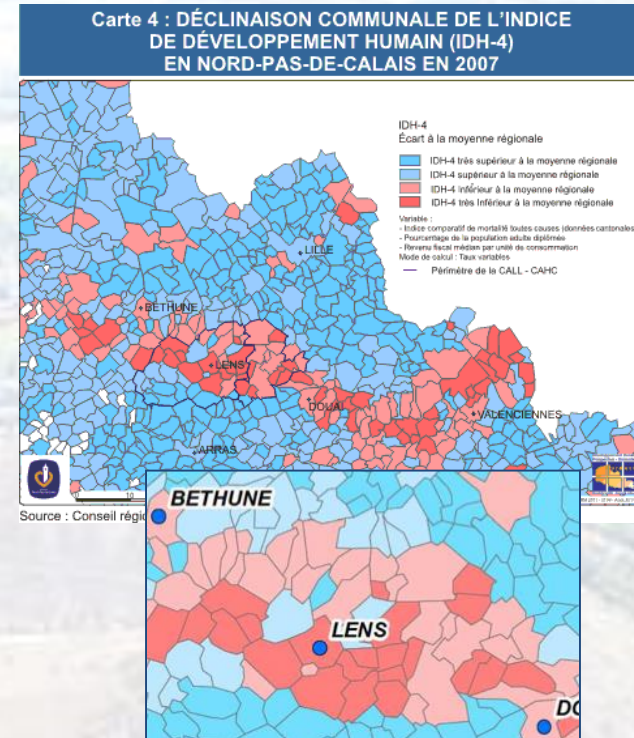 Carte 4 : DÉCLINAISON COMMUNALE DE L'INDICE
DE DÉVELOPPEMENT HUMAIN (IDH-4)
EN NORD-PAS-DE-CALAIS EN 2007
IDH-4
Écart à la moyenne régionale
IDH-4 très supérieur à la moyenne régionale
IDH-4 supérieur à la moyenne régionale
IDH-4 inférieur à la moyenne régionale
IDH-4 très Inférieur à la moyenne régionale
Variable :
- Indice comparatif de mortalité toutes causes (données cantonales
- Pourcentage de la population adulte diplômée
- Revenu fiscal médian par unité de consommation
Mode de calcul : Taux variables
Périmètre de la CALL - CAHC
LILLE
BÉTHUNE
LENS
DOUAI
VALENCIENNES
ARRAS
10
Source : Conseil régio
BETHUNE
LENS
DO